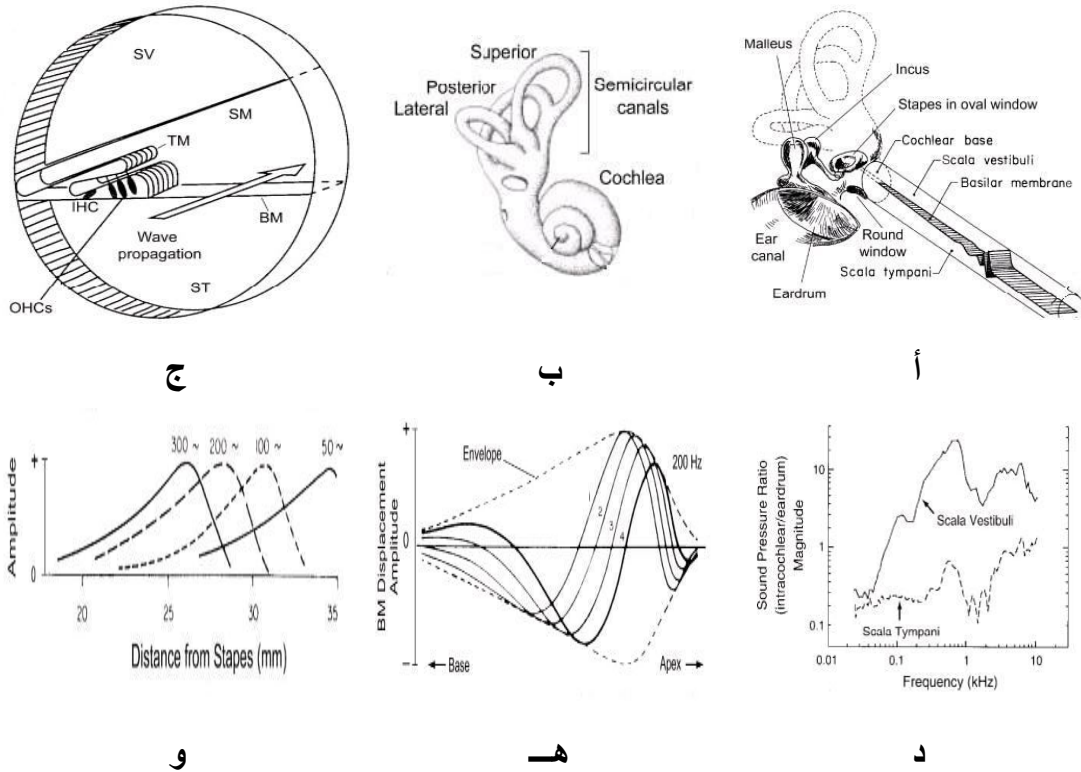 SV
SM
TM
IHC
BM
Wave
propagation
ST
OHCs
ج
Superior
Posterior
Lateral
Semicircular
canals
Cochlea
ب
Malleus
Incus
Stapes in oval window
Cochlear base
Scala vestibuli
Basilar membrane
Ear
canal
Round
window
Scala tympani
Eardrum
أ
Amplitude
+
0
300 ~ 200 ~ 100 ~ 50 ~
20 25 30 35
Distance from Stapes (mm)
و
BM Displacement
Amplitude
+
0
−
Envelope
200 Hz
1
2
3
4
Base
Apex
هــ
Sound Pressure Ratio
(intracochlear/eardrum)
Magnitude
10
1
0.1
Scala Vestibuli
Scala Tympani
0.01 0.1 1 10
Frequency (kHz)
د